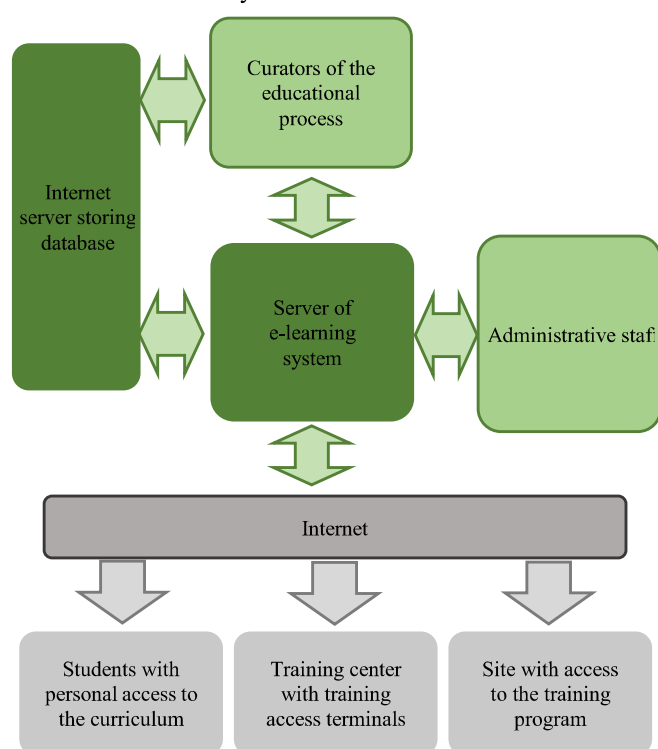 Curators of the
educational
process
Internet
server storing
database
Server of
e-learning
system
Administrative staf
Internet
Students with
personal access to
the curriculum
Training center
with training
access terminals
Site with access
to the training
program